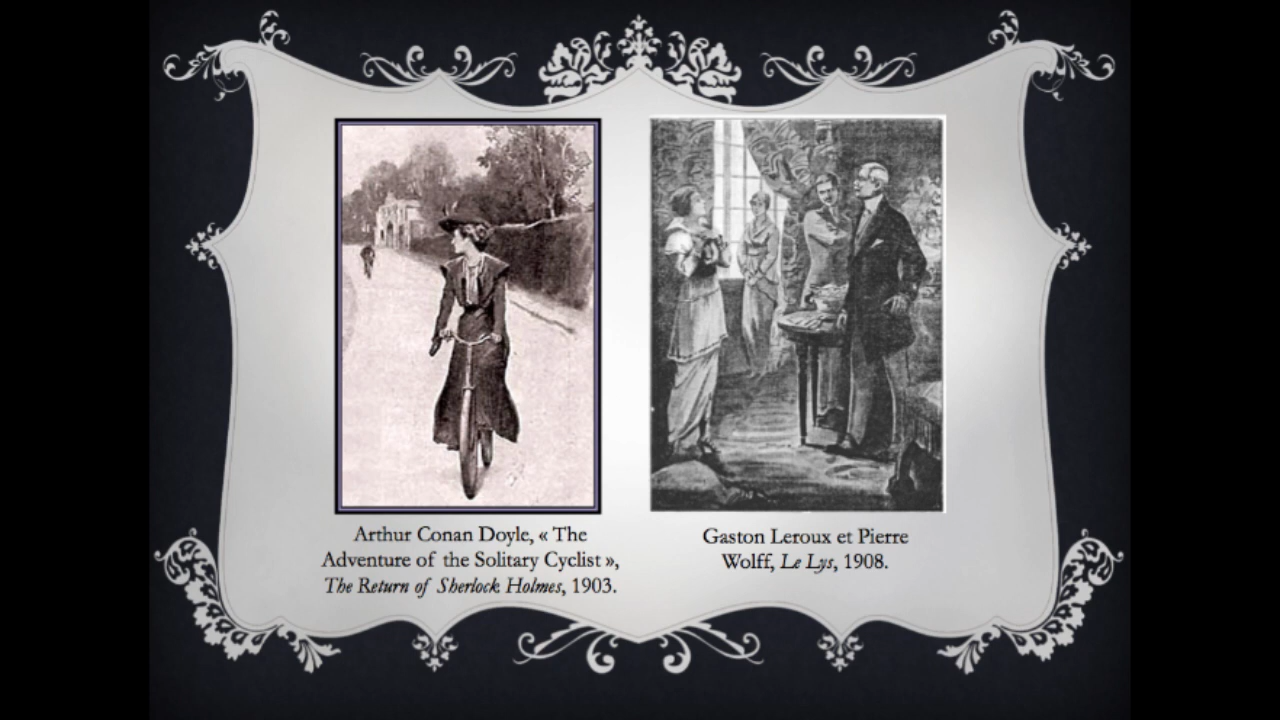 Arthur Conan Doyle, « The
Adventure of the Solitary Cyclist »,
The Return of Sherlock Holmes, 1903.
Gaston Leroux et Pierre
Wolff, Le Lys, 1908.